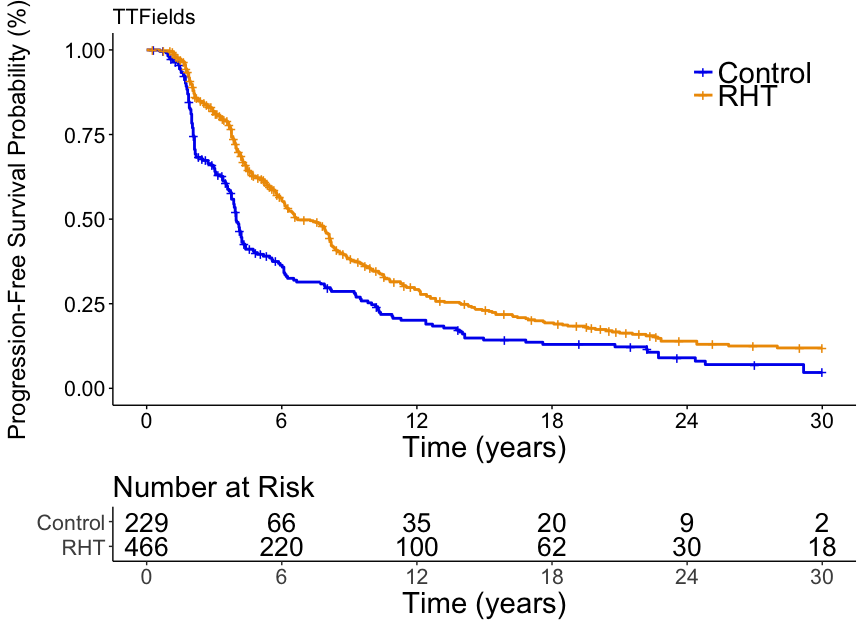 TTFields
Progression-Free Survival Probability (%)
1.00
0.75
0.50
0.25
0.00
Control
RHT
0 6 12 18 24 30
Time (years)
Number at Risk
Control 229 66 35 20 9 2
RHT 466 220 100 62 30 18
0 6 12 18 24 30
Time (years)